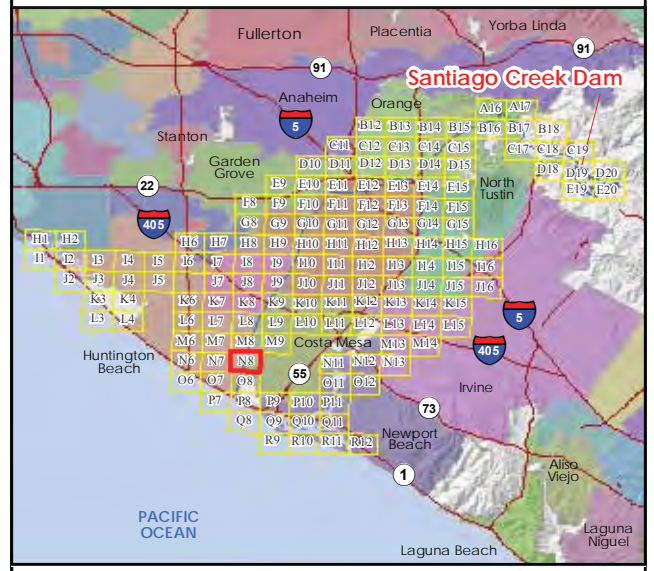 Fullerton
Placentia
Yorba Linda
91
91
Santiago Creek Dam
Anaheim
Orange
A16 A17
5
B12 B13 B14 B15 B16 B17 B18
Stanton
C11 C12 C13 C14 C15 C17 C18 C19
Garden
Grove
D10 D11 D12 D13 D14 D15 D18 D19 D20
22
E9 E10 E11 E12 E13 E14 E15 E19 E20
North
Tustin
F8 F9 F10 F11 F12 F13 F14 F15
405
G8 G9 G10 G11 G12 G13 G14 G15
H1 H2 H6 H7 H8 H9 H10 H11 H12 H13 H14 H15 H16
I1 I2 I3 I4 I5 I6 I7 I8 I9 I10 I11 I12 I13 I14 I15 I16
J2 J3 J4 J5 J7 J8 J9 J10 J11 J12 J13 J14 J15 J16
K3 K4 K6 K7 K8 K9 K10 K11 K12 K13 K14 K15
5
L3 L4 L6 L7 L8 L9 L10 L11 L12 L13 L14 L15
M6 M7 M8 M9 Costa Mesa M13 M14
405
Huntington
Beach
N6 N7 N8 N11 N12 N13
55
O6 O7 O8 O11 O12
Irvine
P7 P8 P9 P10 P11
73
Q8 Q9 Q10 Q11
Newport
Beach
R9 R10 R11 R12
1
Aliso
Viejo
PACIFIC
OCEAN
Laguna
Niguel
Laguna Beach